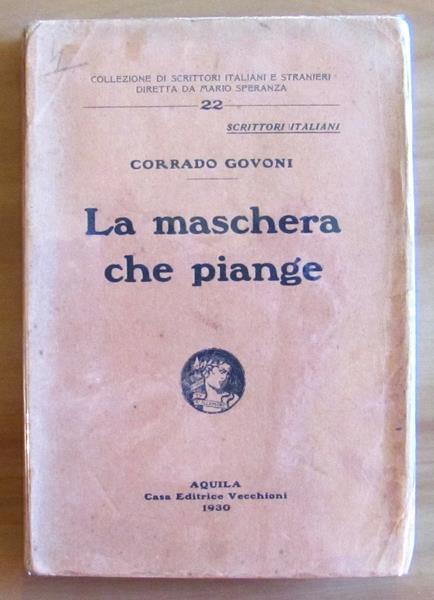 COLLEZIONE DI SCRITTORI ITALIANI E STRANIERI
DIRETTA DA MARIO SPERANZA
22
SCRITTORI ITALIANI
CORRADO GOVONI
La maschera
che piange
AQUILA
Casa Editrice Vecchioni
1930